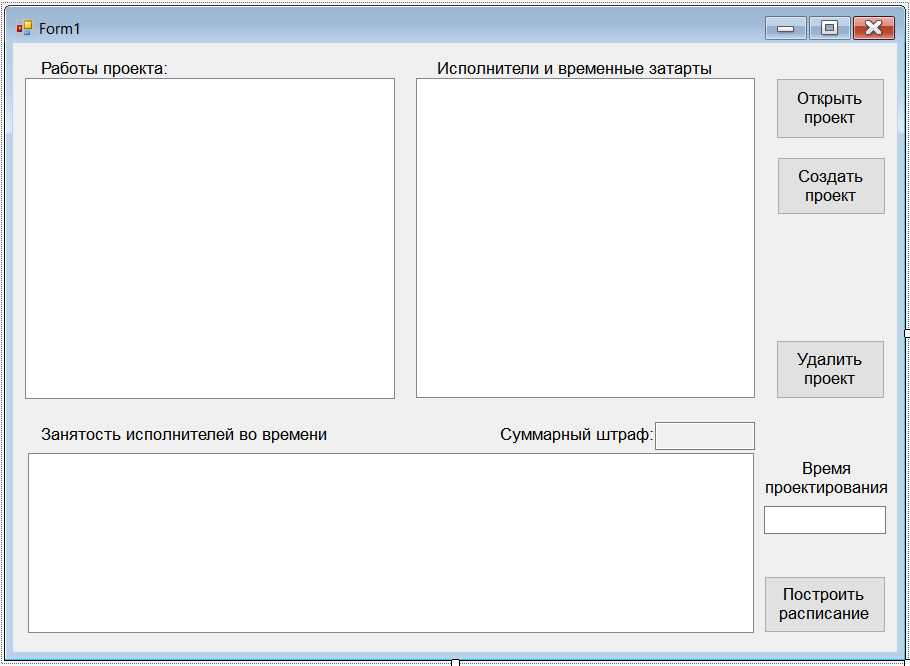 Form1
Работы проекта:
Исполнители и временные затарты
Открыть
проект
Создать
проект
Удалить
проект
Занятость исполнителей во времени
Суммарный штраф:
Время
проектирования
Построить
расписание